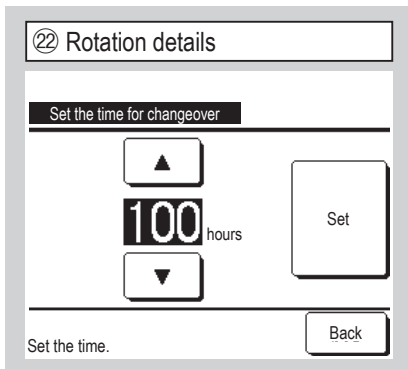 ㉒ Rotation details
Set the time for changeover
▲
100 hours
Set
▼
Set the time.
Back